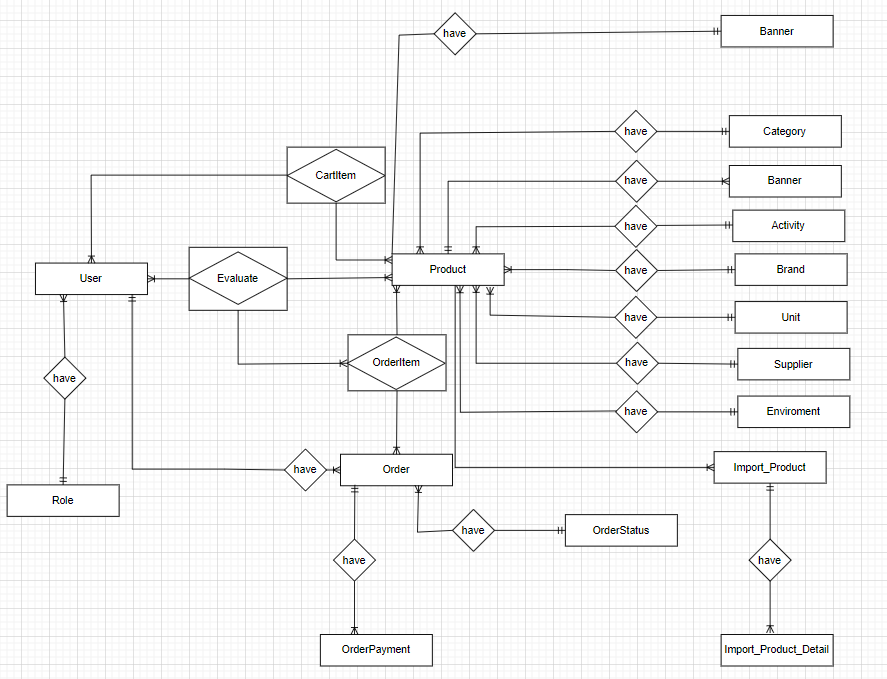 have
Banner
have
Category
CartItem
have
Banner
have
Activity
User
Evaluate
Product
have
Brand
have
Unit
OrderItem
have
Supplier
have
have
Enviroment
have
Order
Import_Product
Role
have
OrderStatus
have
have
OrderPayment
Import_Product_Detail